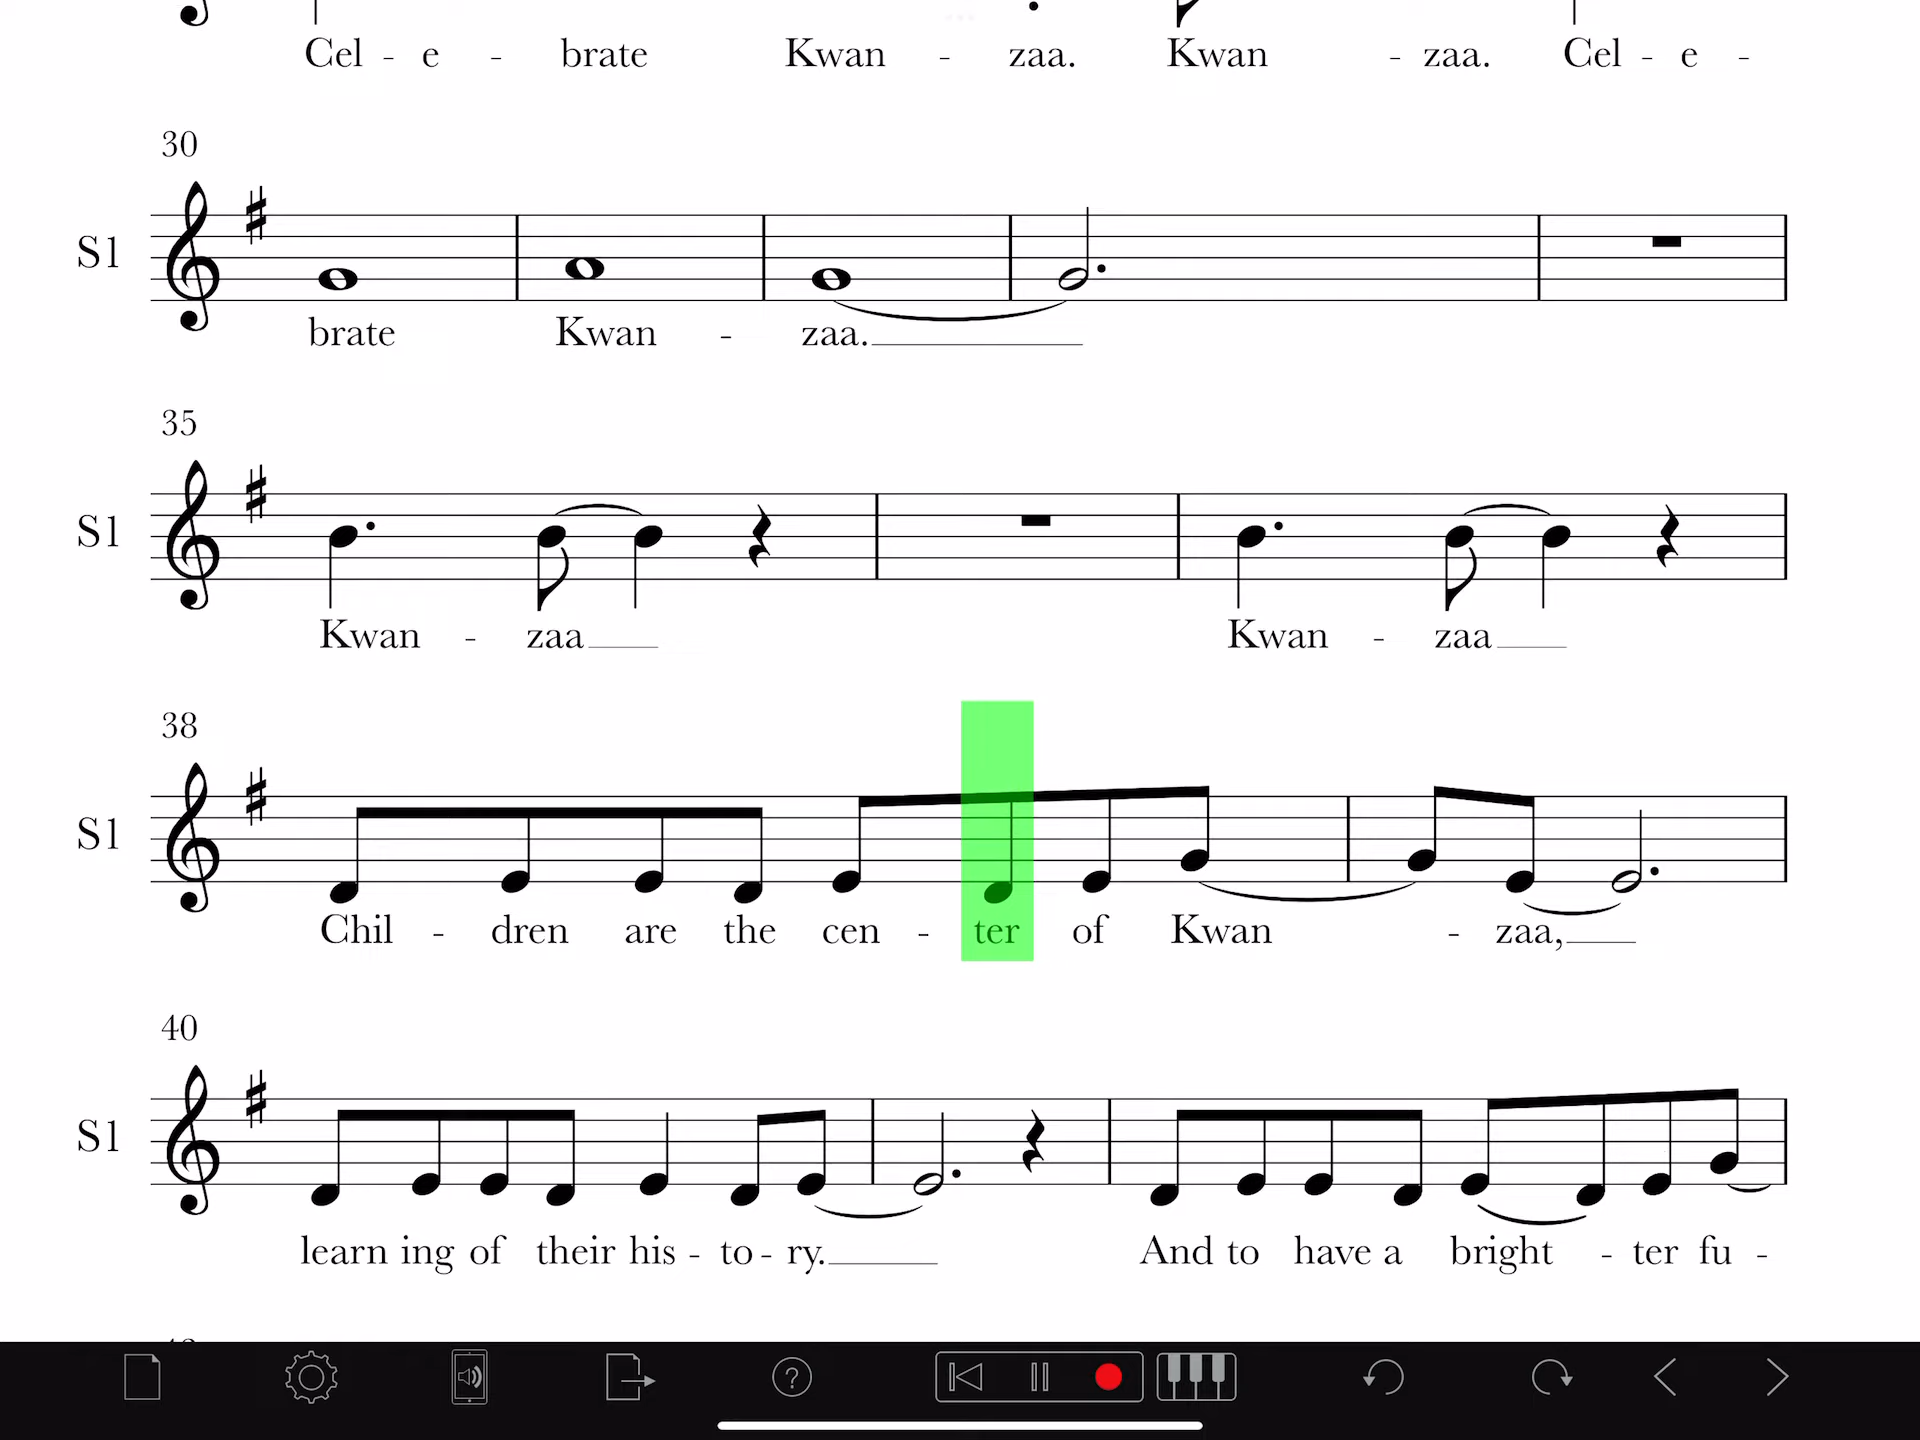 Cel - e - brate Kwan - zaa. Kwan - zaa. Cel - e -
30
S1
brate Kwan - zaa.
35
S1
Kwan - zaa Kwan - zaa
38
S1
Chil - dren are the cen - ter of Kwan - zaa,
40
S1
learn ing of their his - to - ry. And to have a bright - ter fu -
?